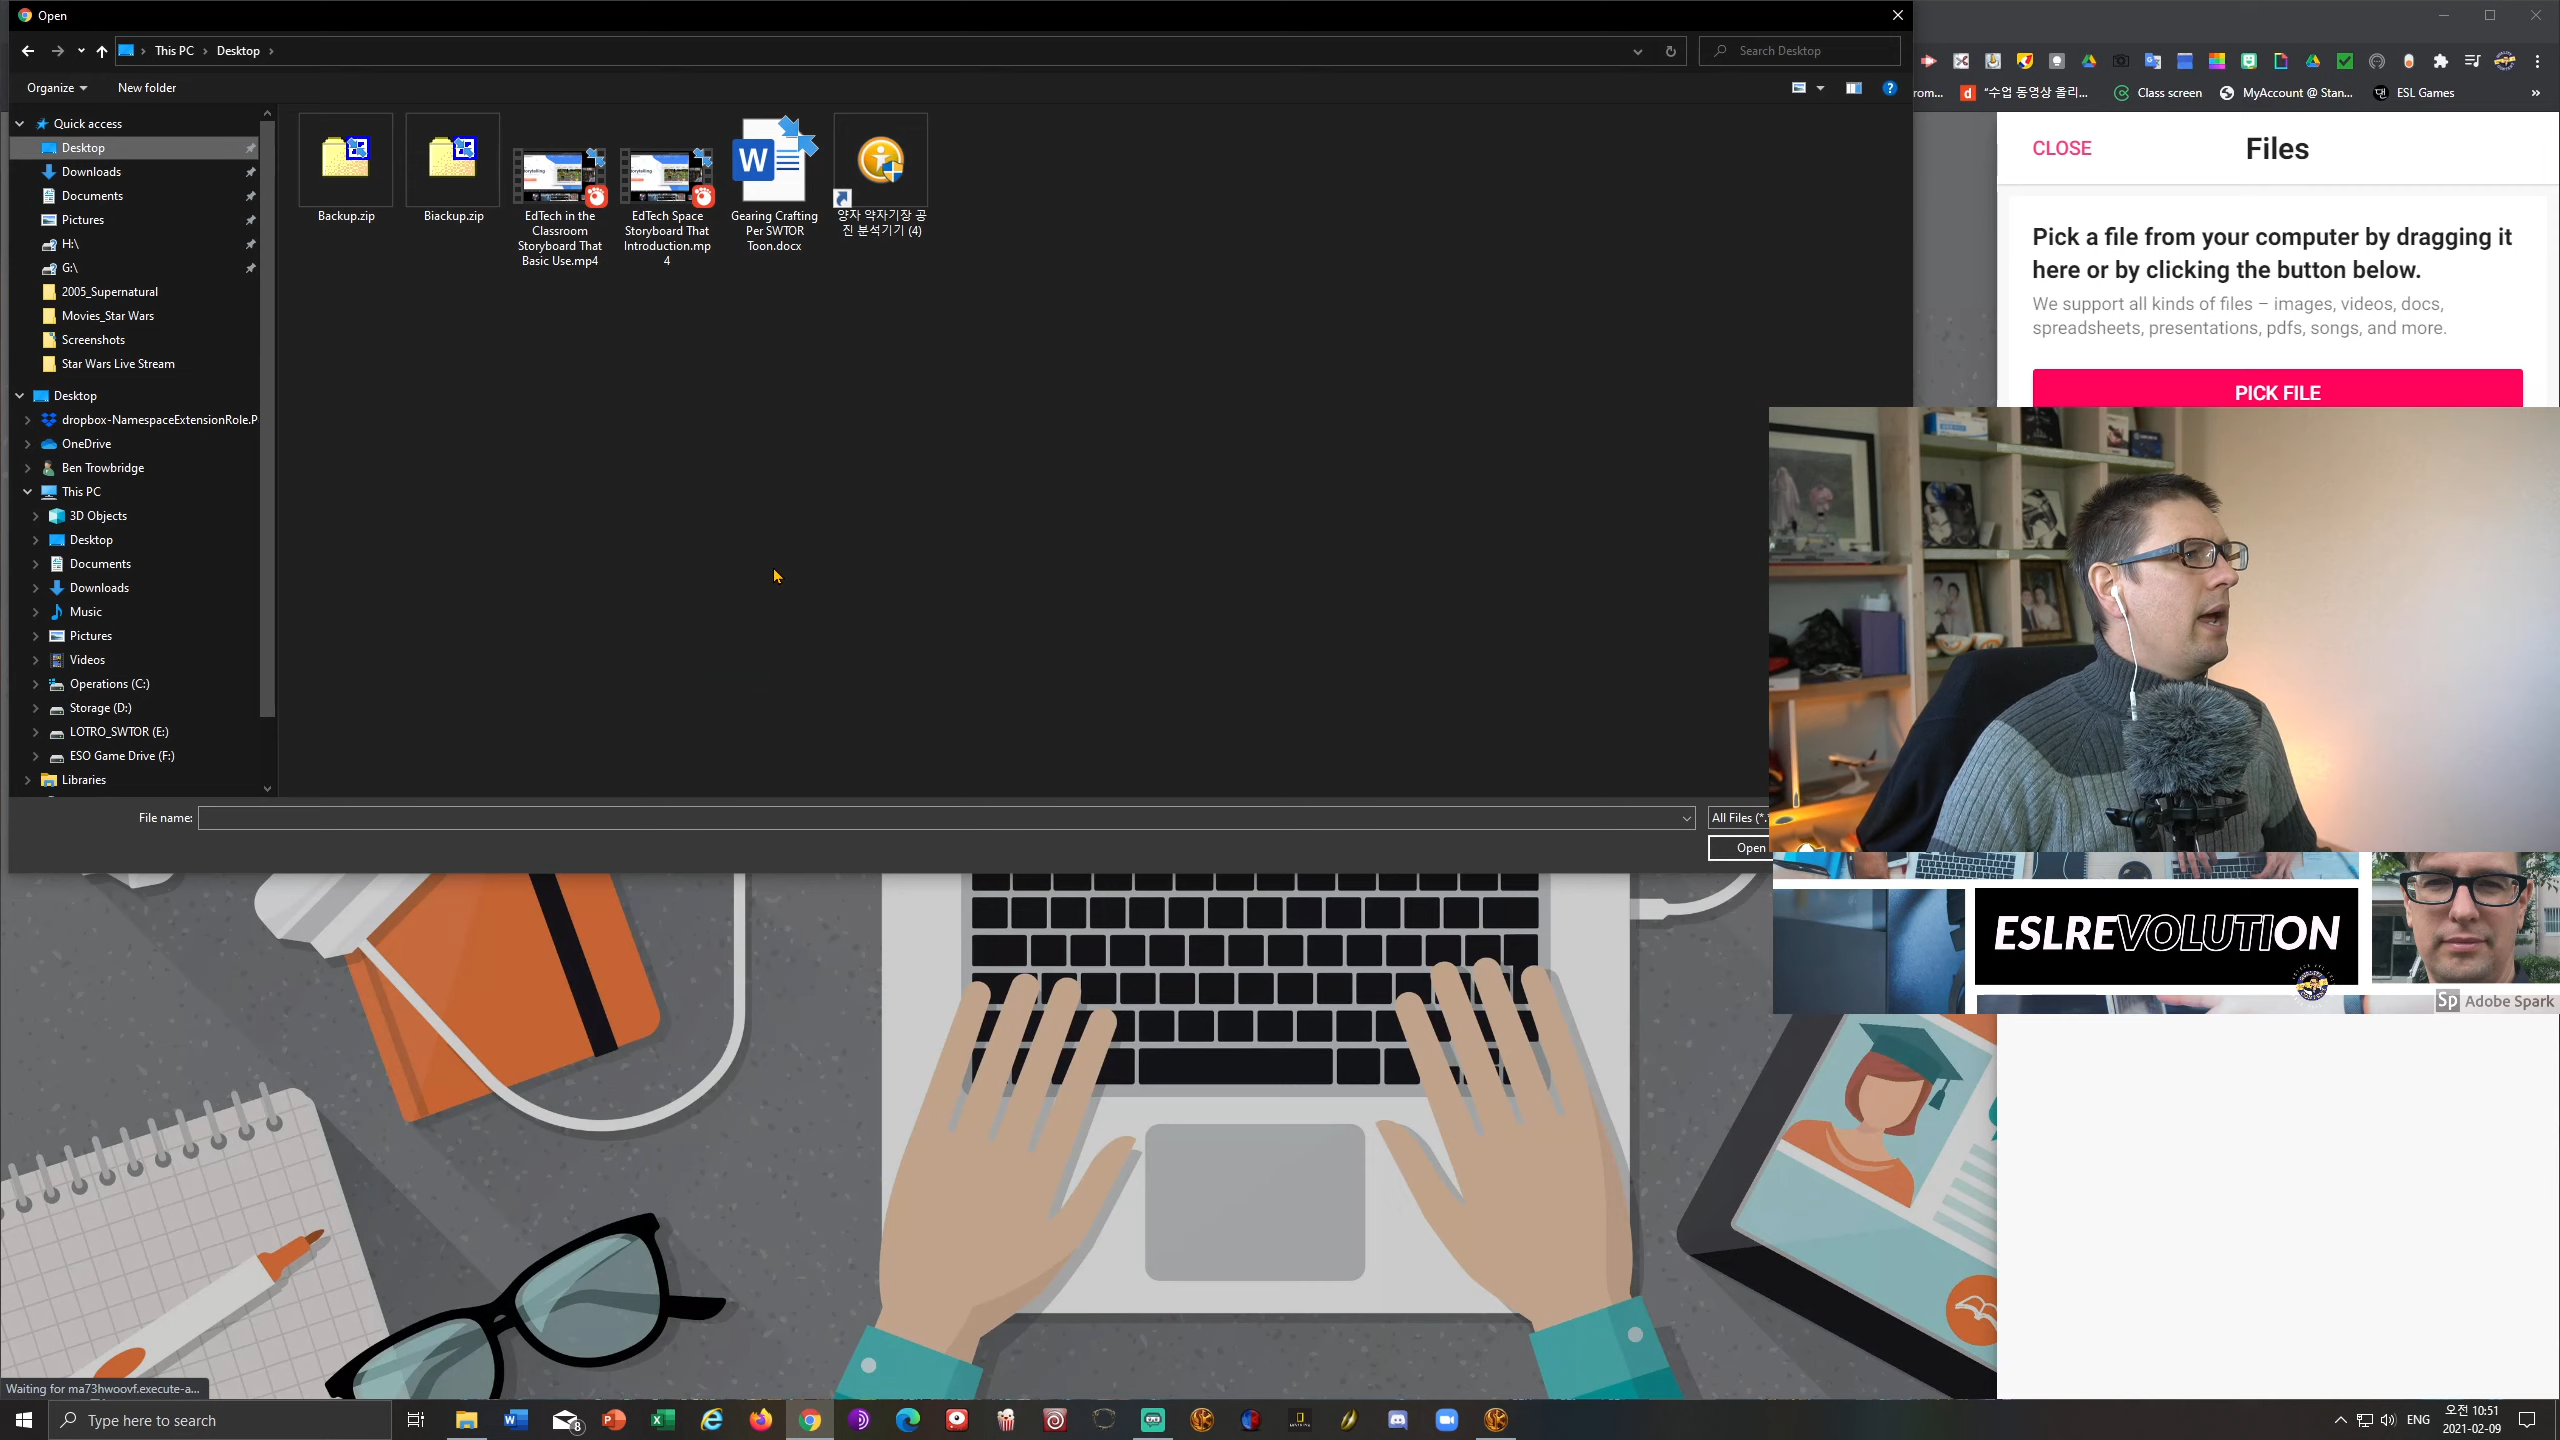 Open
This PC
Desktop
Search Desktop
Organize
New folder
Quick access
Desktop
Downloads
Documents
Pictures
H:\
G:\
2005_Supernatural
Movies_Star Wars
Screenshots
Star Wars Live Stream
Desktop
dropbox-NamespaceExtensionRole.P
OneDrive
Ben Trowbridge
This PC
3D Objects
Desktop
Documents
Downloads
Music
Pictures
Videos
Operations (C:)
Storage (D:)
LOTRO_SWTOR (E:)
ESO Game Drive (F:)
Libraries
Backup.zip
Biackup.zip
EdTech in the
Classroom
Storyboard That
Basic Use.mp4
EdTech Space
Storyboard That
Introduction.mp
4
Gearing Crafting
Per SWTOR
Toon.docx
양자 약자기장 공
진 분석기기 (4)
File name:
All Files (*.
Open
rom...
"수업 동영상 올리...
Class screen
MyAccount @ Stan...
ESL Games
»
CLOSE
Files
Pick a file from your computer by dragging it
here or by clicking the button below.
We support all kinds of files – images, videos, docs,
spreadsheets, presentations, pdfs, songs, and more.
PICK FILE
ESLREVOLUTION
Sp Adobe Spark
Waiting for ma73hwoovf.execute-a...
Type here to search
8
ENG
오전 10:51
2021-02-09